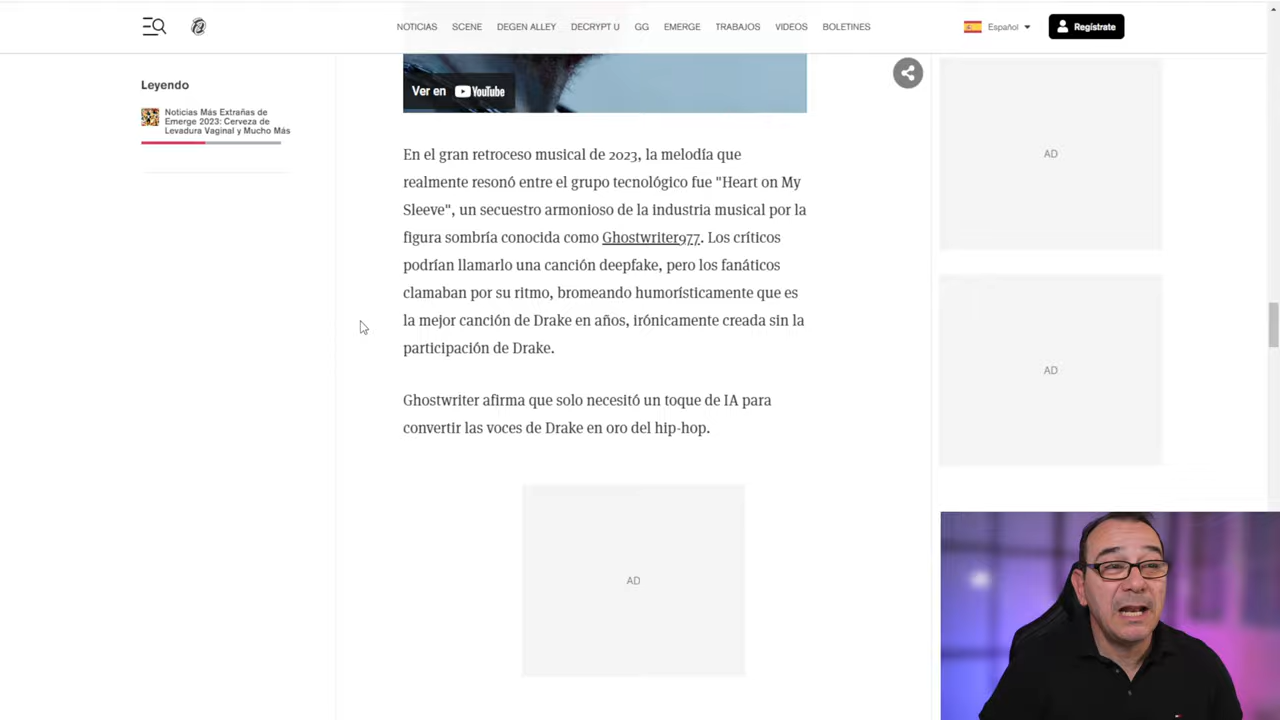 NOTICIAS SCENE DEGEN ALLEY DECRYPT U GG EMERGE TRABAJOS VIDEOS BOLETINES Español Regístrate
Leyendo
Noticias Más Extrañas de
Emerge 2023: Cerveza de
Levadura Vaginal y Mucho Más
Ver en YouTube
En el gran retroceso musical de 2023, la melodía que
realmente resonó entre el grupo tecnológico fue "Heart on My
Sleeve", un secuestro armonioso de la industria musical por la
figura sombría conocida como Ghostwriter977. Los críticos
podrían llamarlo una canción deepfake, pero los fanáticos
clamaban por su ritmo, bromeando humorísticamente que es
la mejor canción de Drake en años, irónicamente creada sin la
participación de Drake.
Ghostwriter afirma que solo necesitó un toque de IA para
convertir las voces de Drake en oro del hip-hop.
AD
AD
AD